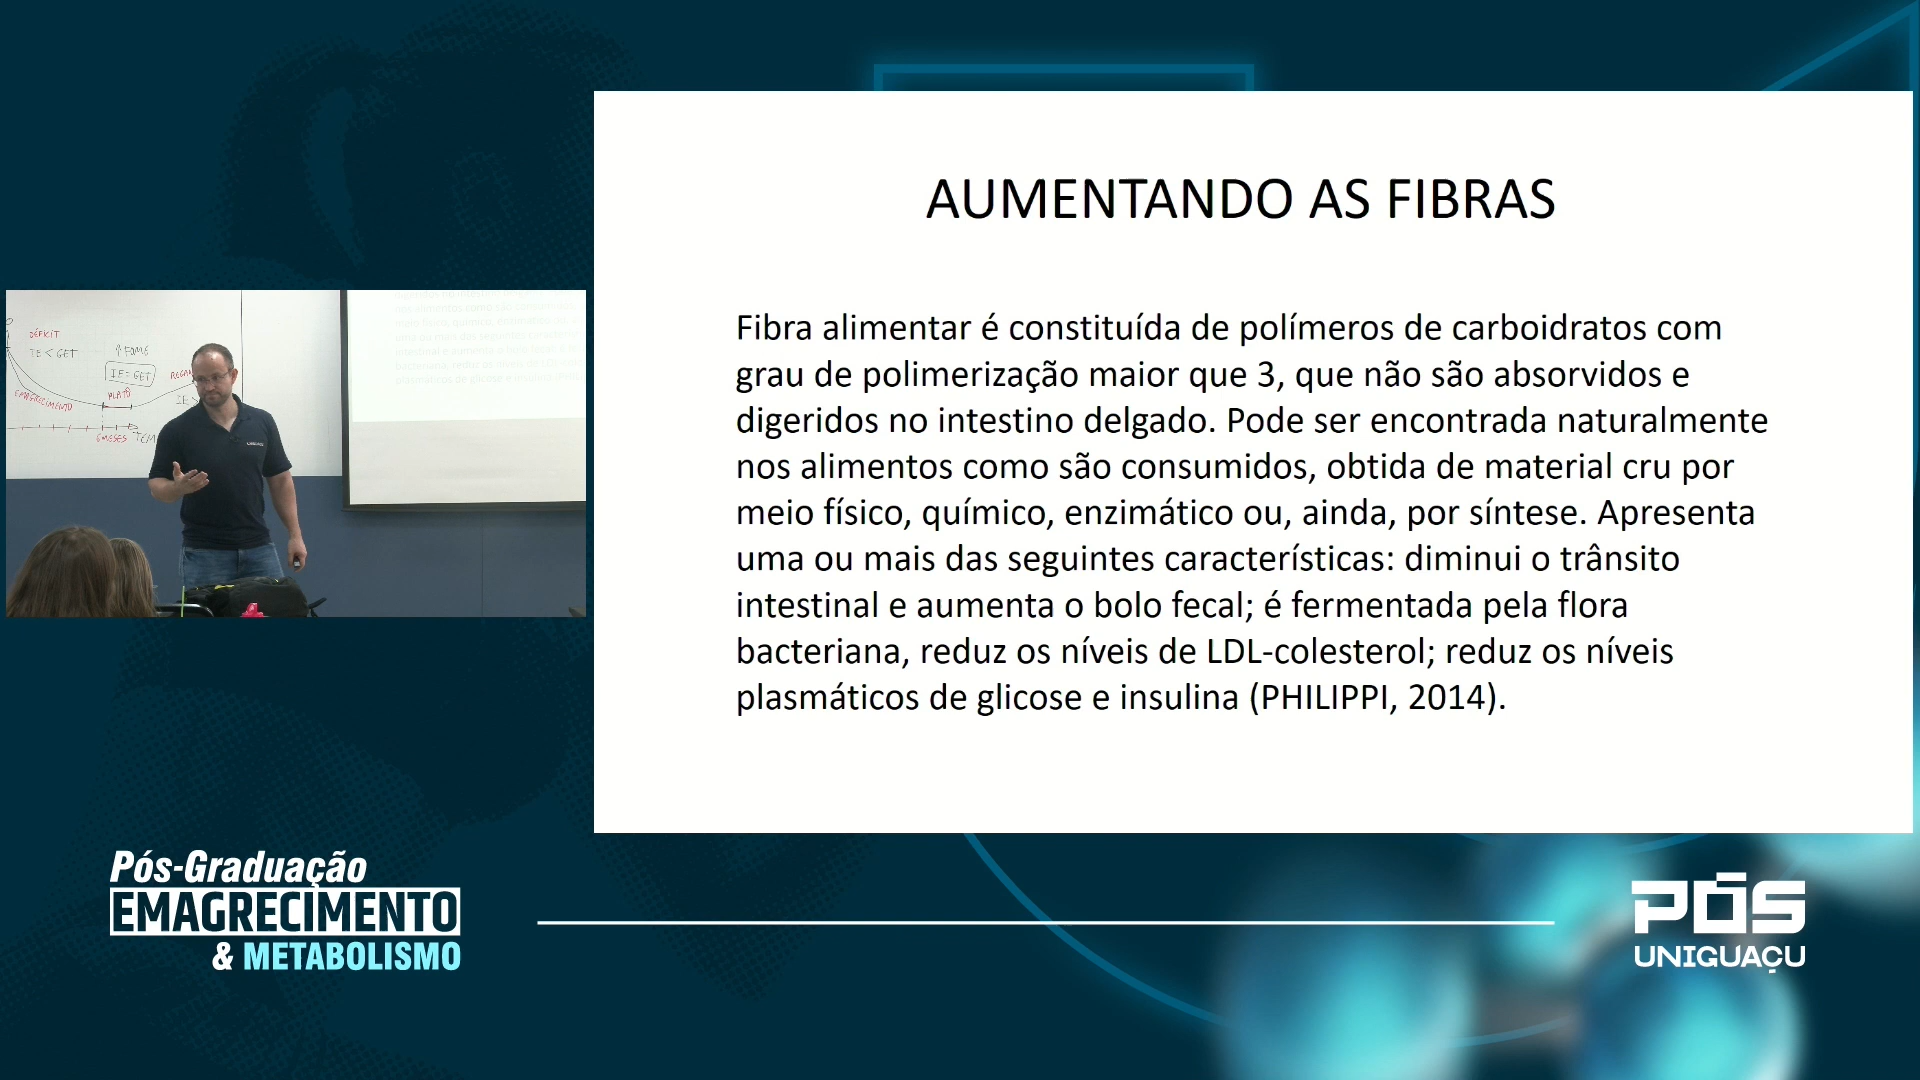 AUMENTANDO AS FIBRAS
Fibra alimentar é constituída de polímeros de carboidratos com
grau de polimerização maior que 3, que não são absorvidos e
digeridos no intestino delgado. Pode ser encontrada naturalmente
nos alimentos como são consumidos, obtida de material cru por
meio físico, químico, enzimático ou, ainda, por síntese. Apresenta
uma ou mais das seguintes características: diminui o trânsito
intestinal e aumenta o bolo fecal; é fermentada pela flora
bacteriana, reduz os níveis de LDL-colesterol; reduz os níveis
plasmáticos de glicose e insulina (PHILIPPI, 2014).
DÉFICIT
IE < GET
↑ FOME
IE = GET
PLATÔ
EMAGRECIMENTO
6 MESES
Pós-Graduação
EMAGRECIMENTO
& METABOLISMO
PÓS
UNIGUAÇU